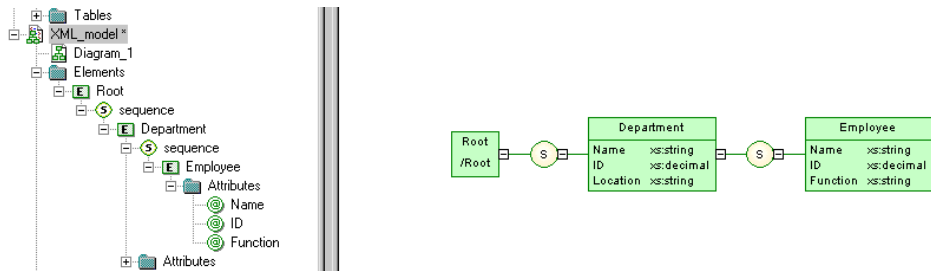 Tables
XML_model *
Diagram_1
Elements
E Root
S sequence
E Department
S sequence
E Employee
Attributes
@ Name
@ ID
@ Function
Attributes
Root
/Root
S
Department
Name xs:string
ID xs:decimal
Location xs:string
S
Employee
Name xs:string
ID xs:decimal
Function xs:string